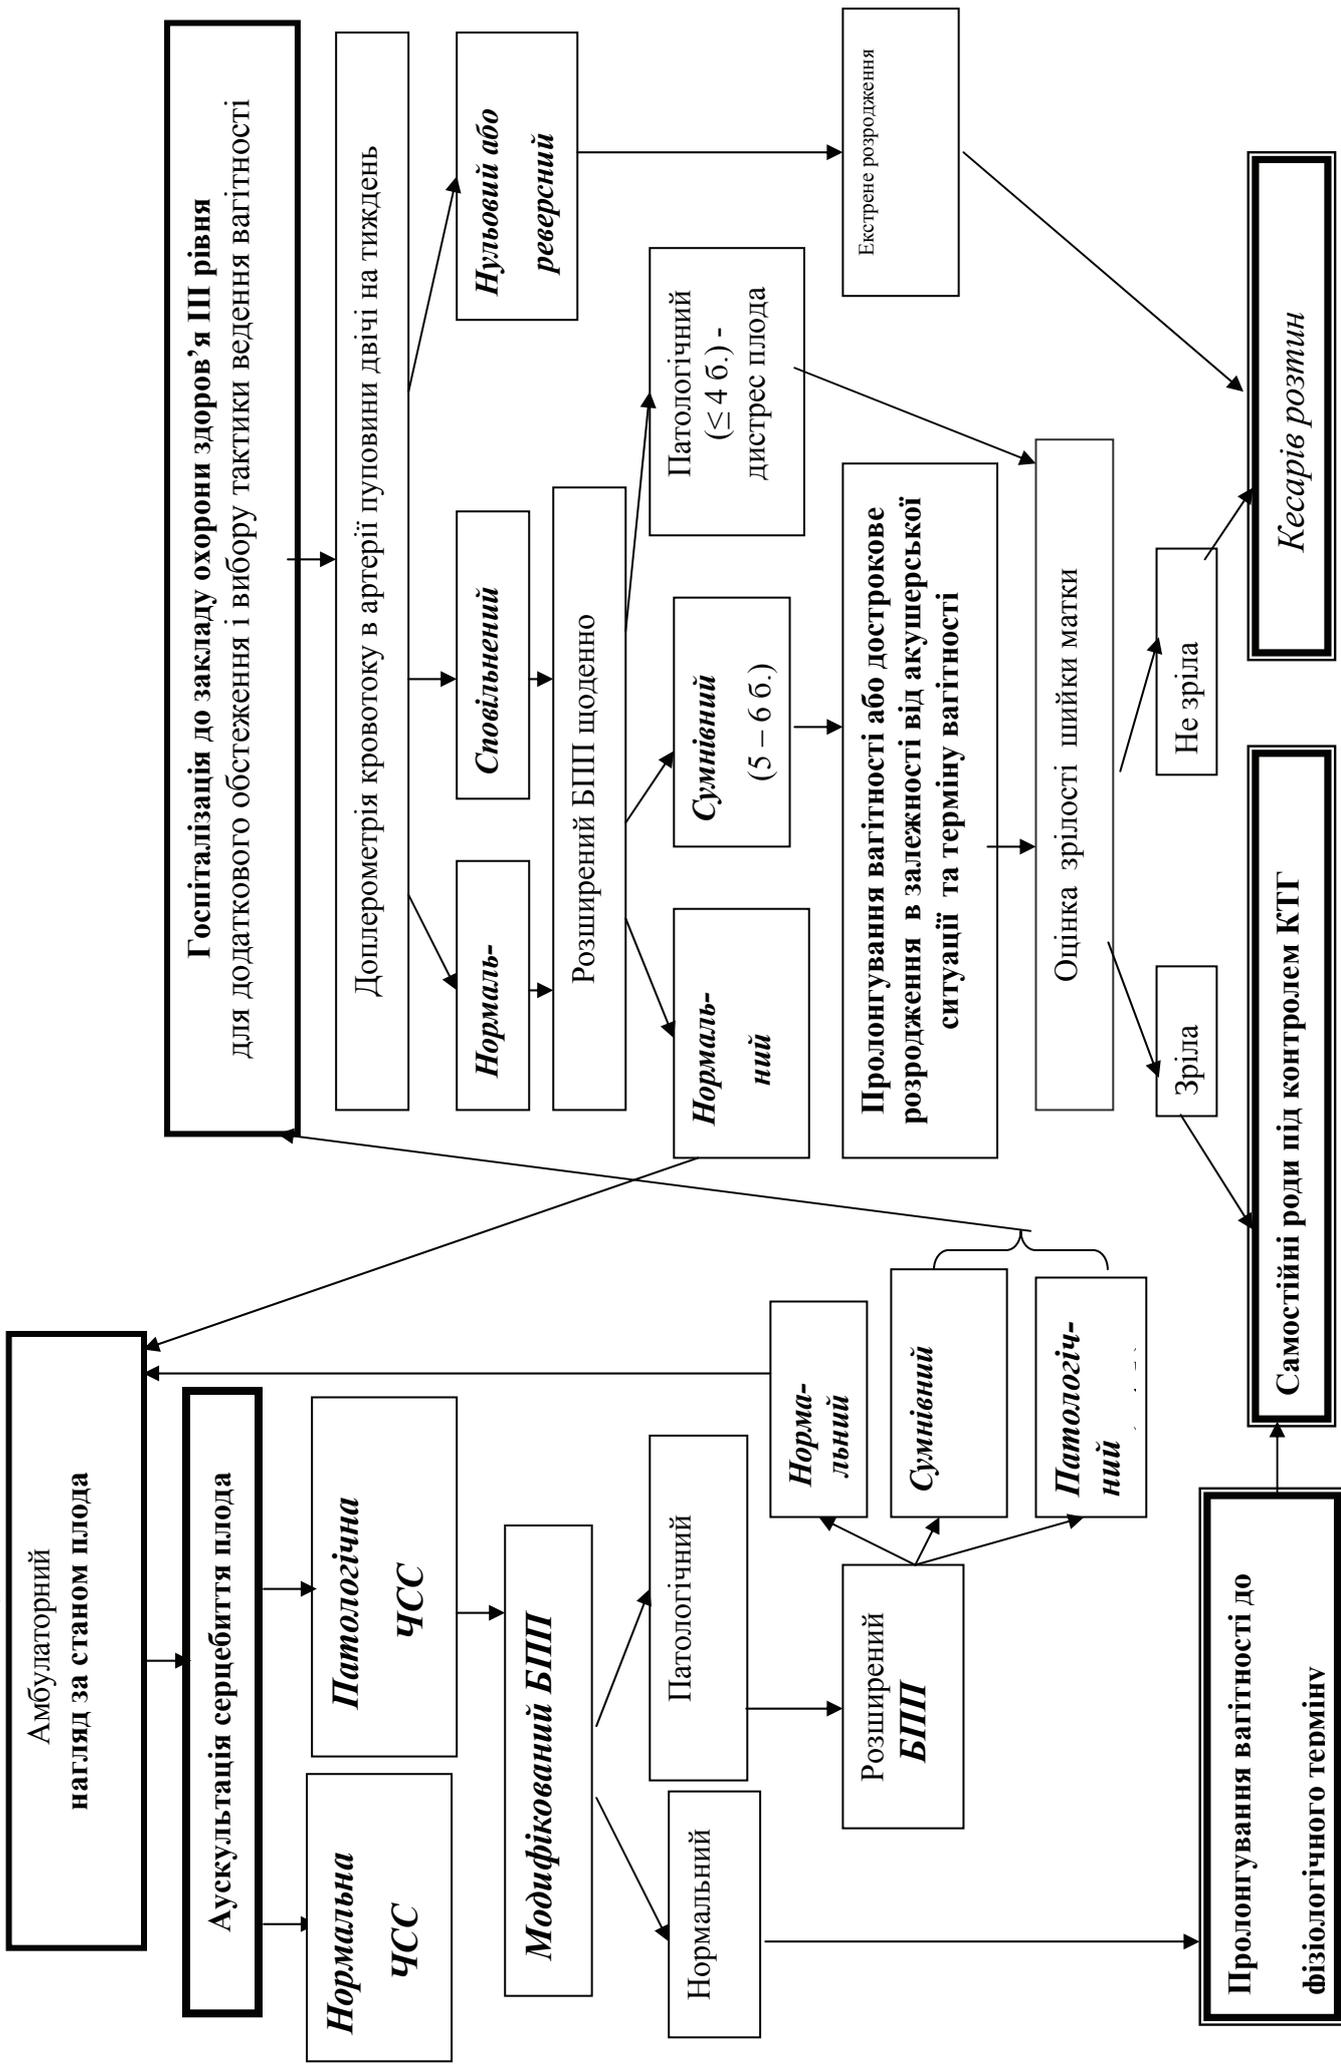 Амбулаторний
нагляд за станом плода
Аускультація серцебиття плода
Нормальна
ЧСС
Патологічна
ЧСС
Модифікований БПП
Нормальний
Патологічний
Розширений
БПП
Норма-
льний
Сумнівний
Патологіч-
ний
Пролонгування вагітності до
фізіологічного терміну
Госпіталізація до закладу охорони здоров’я ІІІ рівня
для додаткового обстеження і вибору тактики ведення вагітності
Доплерометрія кровотоку в артерії пуповини двічі на тиждень
Нормаль-
Сповільнений
Нульовий або
реверсний
Розширений БПП щоденно
Нормаль-
ний
Сумнівний
(5 – 6 б.)
Патологічний
(≤ 4 б.) -
дистрес плода
Пролонгування вагітності або дострокове
розродження в залежності від акушерської
ситуації та терміну вагітності
Екстрене розродження
Оцінка зрілості шийки матки
Зріла
Не зріла
Самостійні роди під контролем КТГ
Кесарів розтин